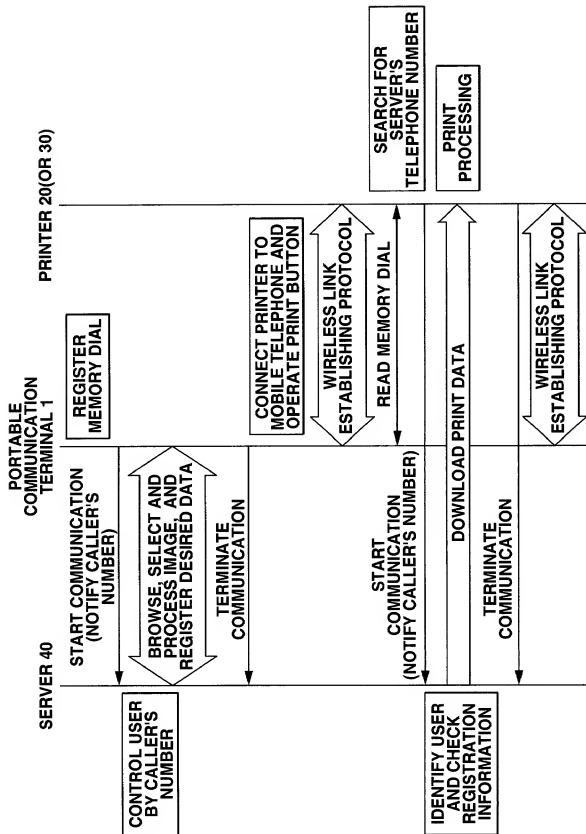 SERVER 40
PORTABLE
COMMUNICATION
TERMINAL 1
PRINTER 20(OR 30)
START COMMUNICATION
(NOTIFY CALLER'S
NUMBER)
REGISTER
MEMORY DIAL
CONTROL USER
BY CALLER'S
NUMBER
BROWSE, SELECT AND
PROCESS IMAGE, AND
REGISTER DESIRED DATA
TERMINATE
COMMUNICATION
CONNECT PRINTER TO
MOBILE TELEPHONE AND
OPERATE PRINT BUTTON
WIRELESS LINK
ESTABLISHING PROTOCOL
READ MEMORY DIAL
SEARCH FOR
SERVER'S
TELEPHONE NUMBER
START
COMMUNICATION
(NOTIFY CALLER'S NUMBER)
IDENTIFY USER
AND CHECK
REGISTRATION
INFORMATION
DOWNLOAD PRINT DATA
PRINT
PROCESSING
TERMINATE
COMMUNICATION
WIRELESS LINK
ESTABLISHING PROTOCOL